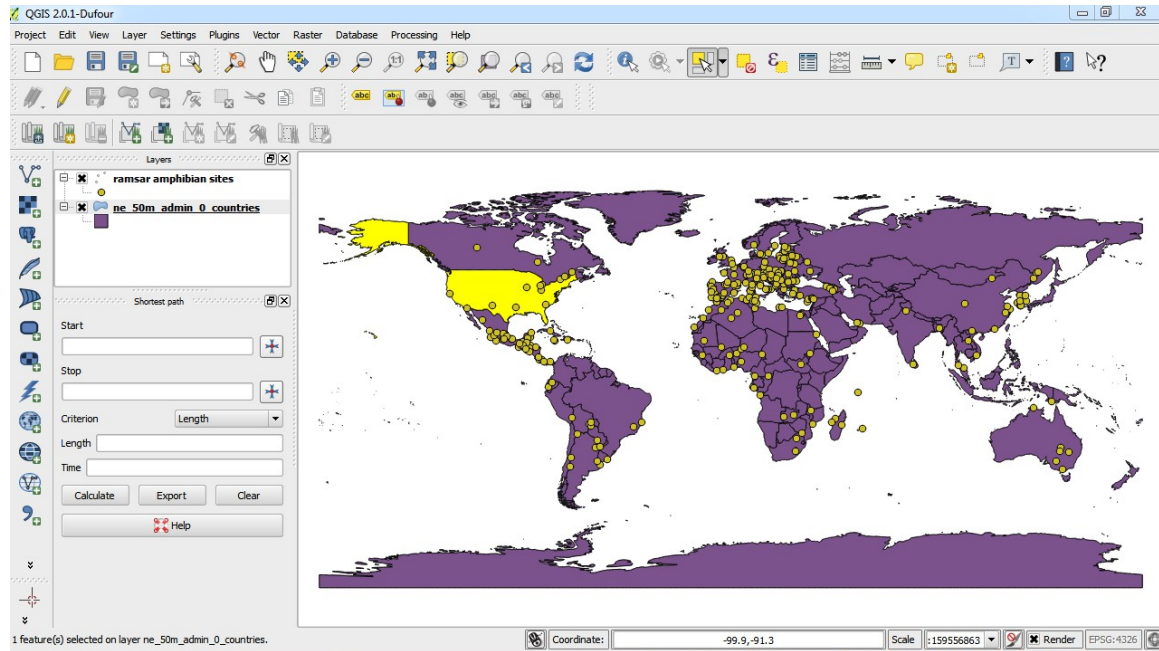 QGIS 2.0.1-Dufour
Project Edit View Layer Settings Plugins Vector Raster Database Processing Help
abc
Layers
ramsar amphibian sites
ne_50m_admin_0_countries
Shortest path
Start
Stop
Criterion Length
Length
Time
Calculate Export Clear
Help
1 feature(s) selected on layer ne_50m_admin_0_countries. Coordinate: -99.9,-91.3 Scale :159556863 Render EPSG:4326